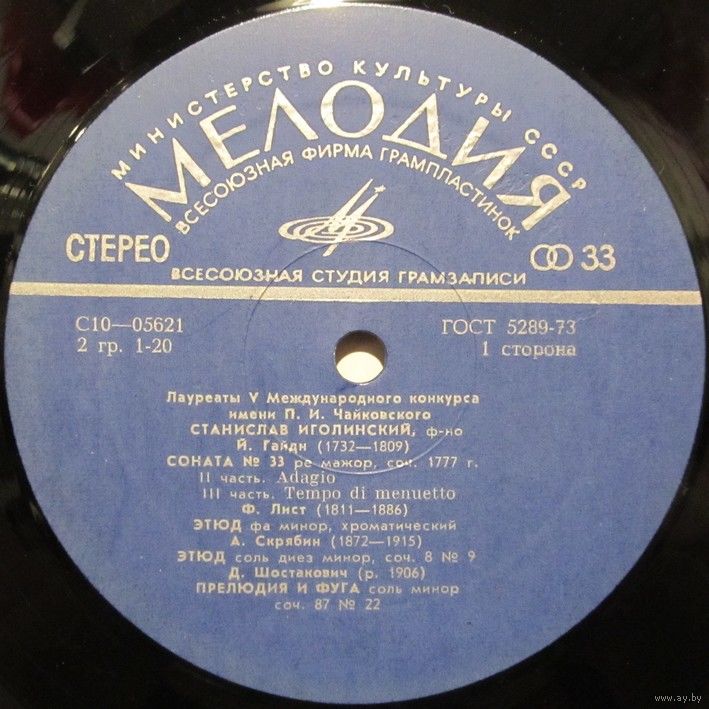 МИНИСТЕРСТВО КУЛЬТУРЫ СССР
МЕЛОДИЯ
ВСЕСОЮЗНАЯ ФИРМА ГРАМПЛАСТИНОК
СТЕРЕО 33
ВСЕСОЮЗНАЯ СТУДИЯ ГРАМЗАПИСИ
С10—05621 ГОСТ 5289-73
2 гр. 1-20 1 сторона
Лауреаты V Международного конкурса
имени П. И. Чайковского
СТАНИСЛАВ ИГОЛИНСКИЙ, ф-но
Й. Гайдн (1732—1809)
СОНАТА № 33 ре мажор, соч. 1777 г.
II часть. Adagio
III часть. Tempo di menuetto
Ф. Лист (1811—1886)
ЭТЮД фа минор, хроматический
А. Скрябин (1872—1915)
ЭТЮД соль диез минор, соч. 8 № 9
Д. Шостакович (р. 1906)
ПРЕЛЮДИЯ И ФУГА соль минор
соч. 87 № 22
www.ay.by